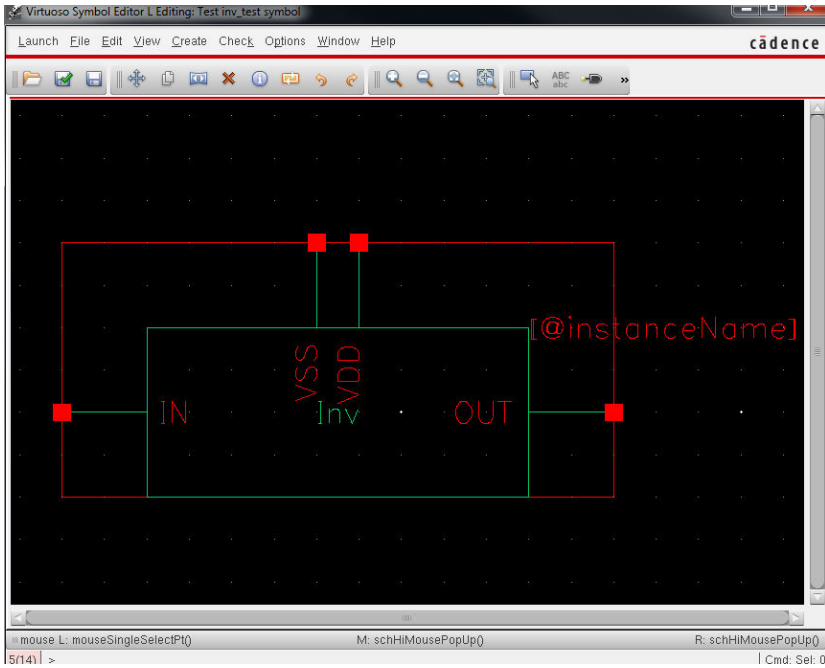 Virtuoso Symbol Editor L Editing: Test inv_test symbol
Launch File Edit View Create Check Options Window Help
cādence
ABC
abc
»
[@instanceName]
VSS
VDD
IN
Inv
OUT
mouse L: mouseSingleSelectPt()
M: schHiMousePopUp()
R: schHiMousePopUp()
5(14) >
Cmd: Sel: 0